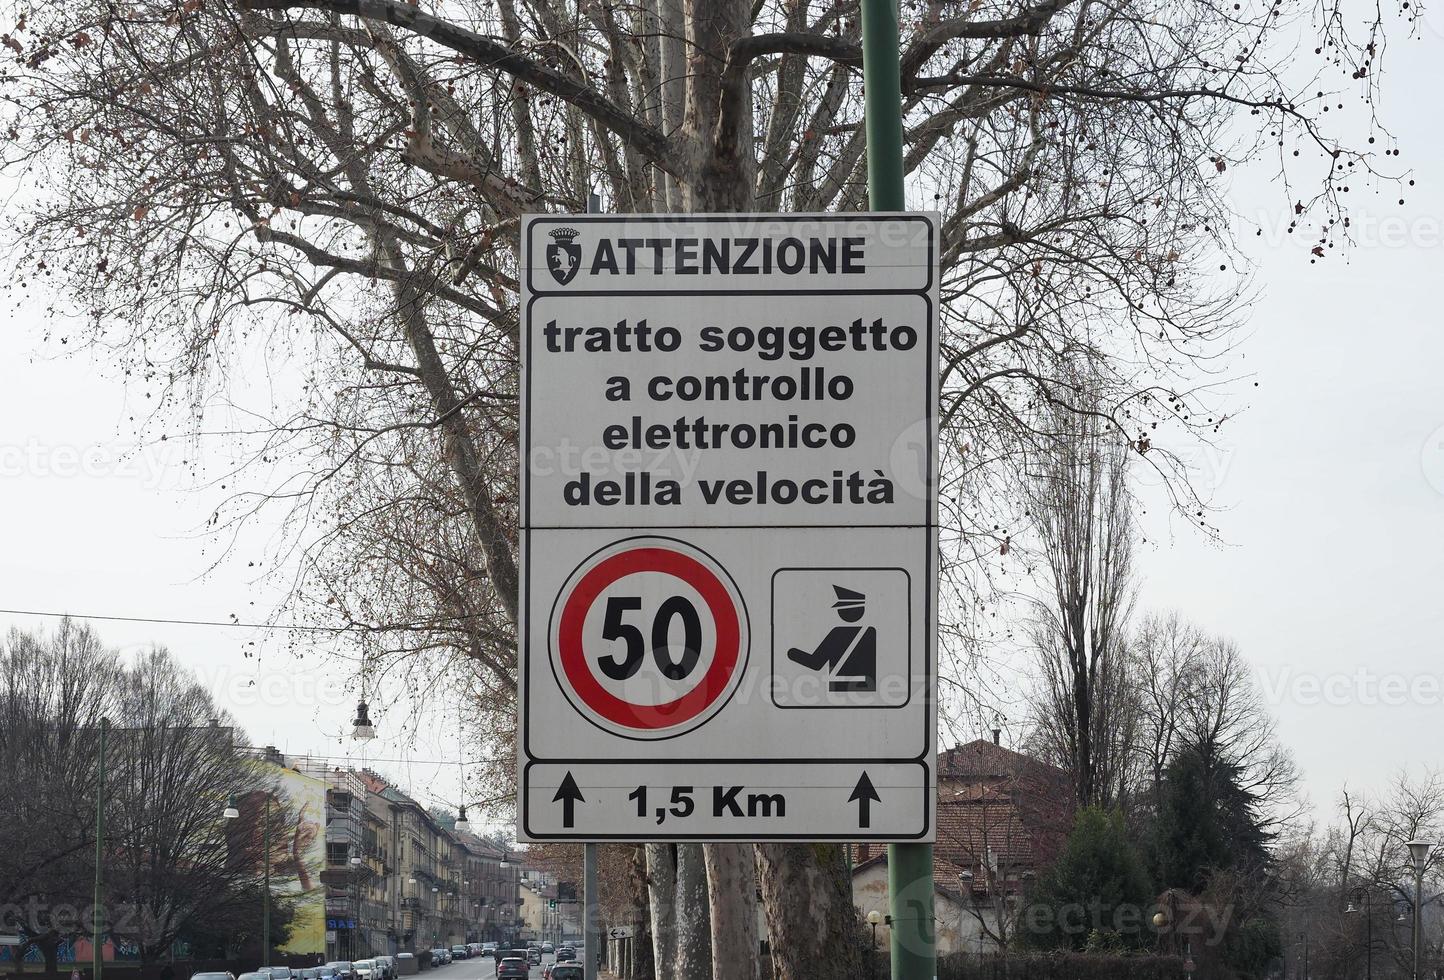 ATTENZIONE
tratto soggetto
a controllo
elettronico
della velocità
50
1,5 Km